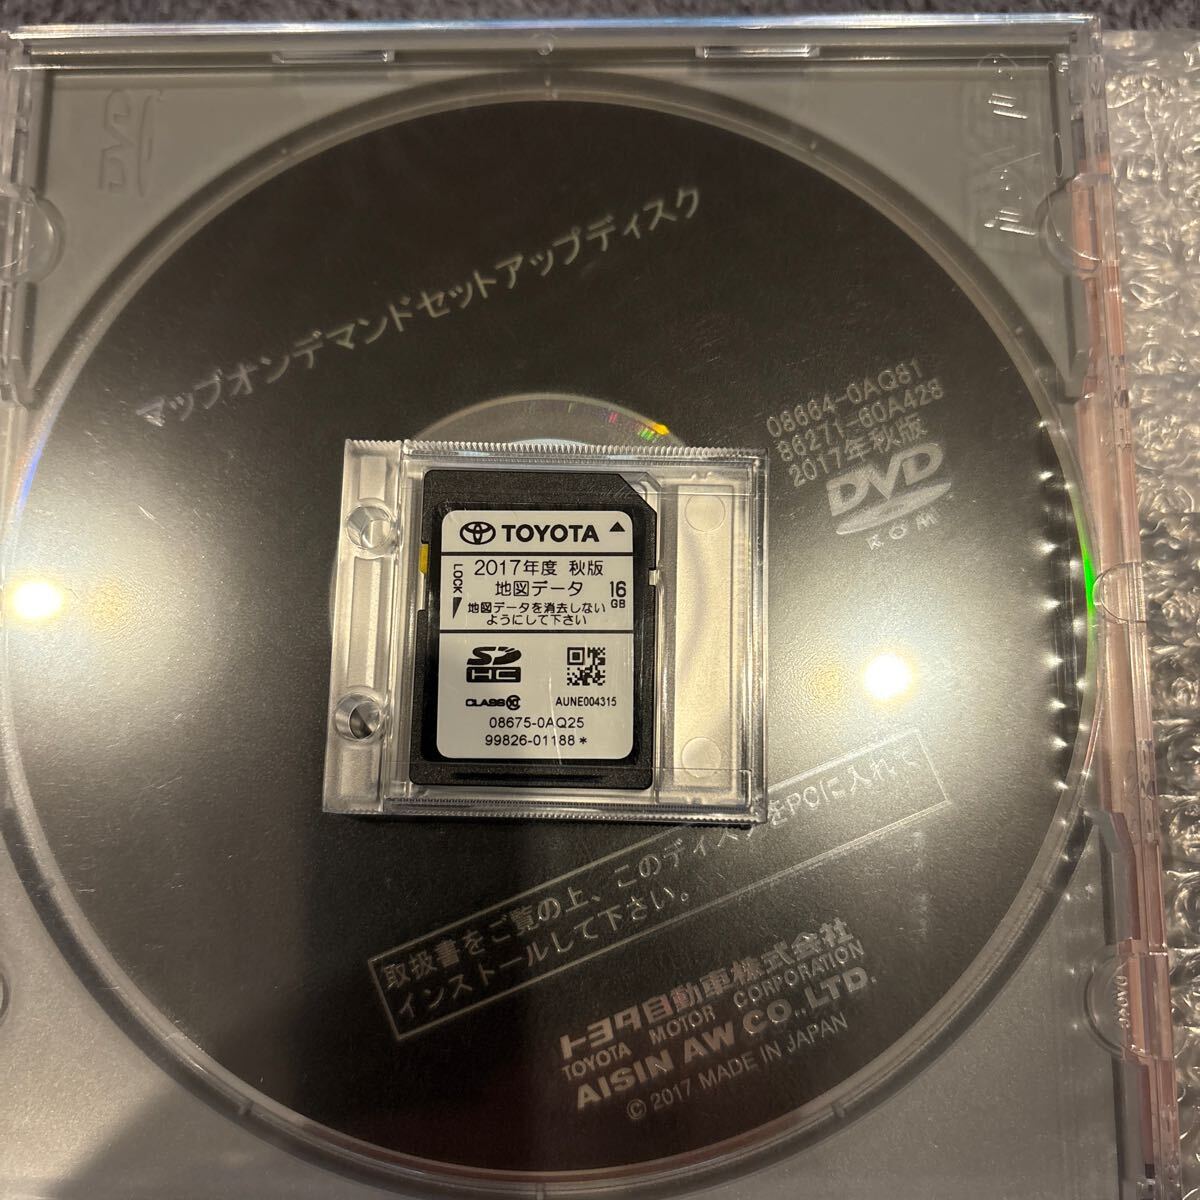 マップオンデマンドセットアップディスク
08664-0AQ81
86271-60A428
2017年秋版
DVD
ROM
TOYOTA
LOCK
2017年度 秋版
地図データ
16
GB
地図データを消去しない
ようにして下さい
SD
HC
CLASS10
AUNE004315
08675-0AQ25
99826-01188*
取扱書をご覧の上、このディスクをPCに入れて
インストールして下さい。
トヨタ自動車株式会社
TOYOTA MOTOR CORPORATION
AISIN AW CO.,LTD.
© 2017 MADE IN JAPAN
DVD